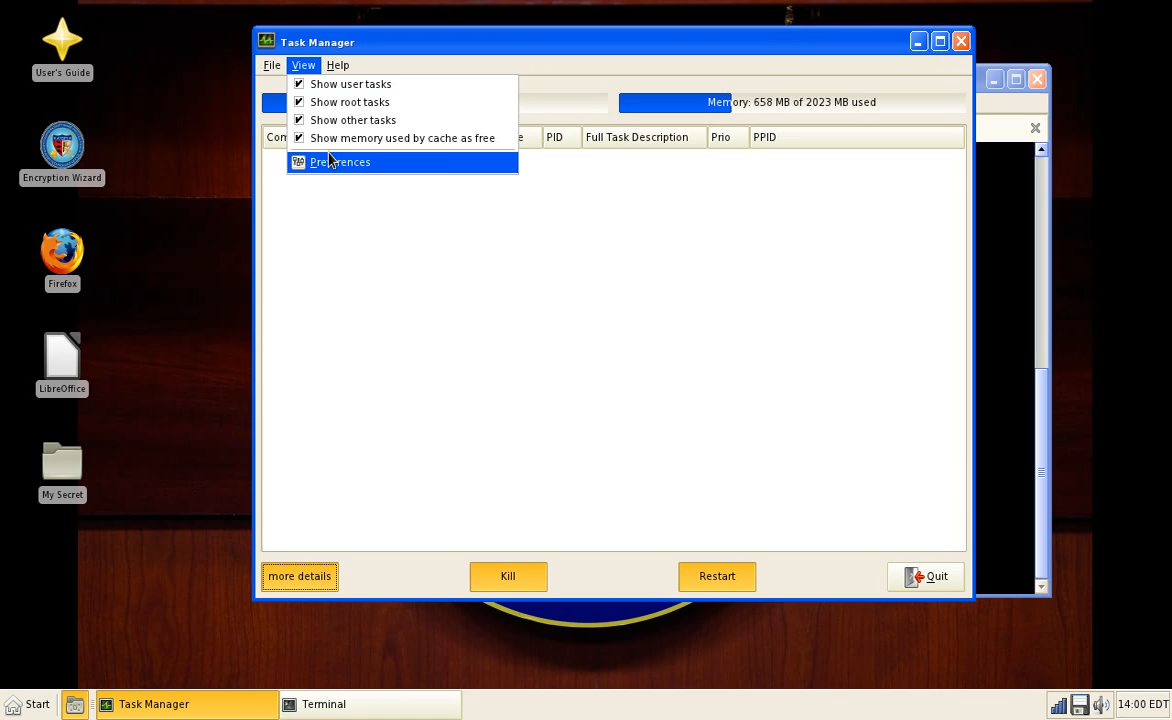 User's Guide
Encryption Wizard
Firefox
LibreOffice
My Secret
Task Manager
File View Help
Show user tasks
Show root tasks
Show other tasks
Show memory used by cache as free
Preferences
Memory: 658 MB of 2023 MB used
PID Full Task Description Prio PPID
more details Kill Restart Quit
Start Task Manager Terminal 14:00 EDT